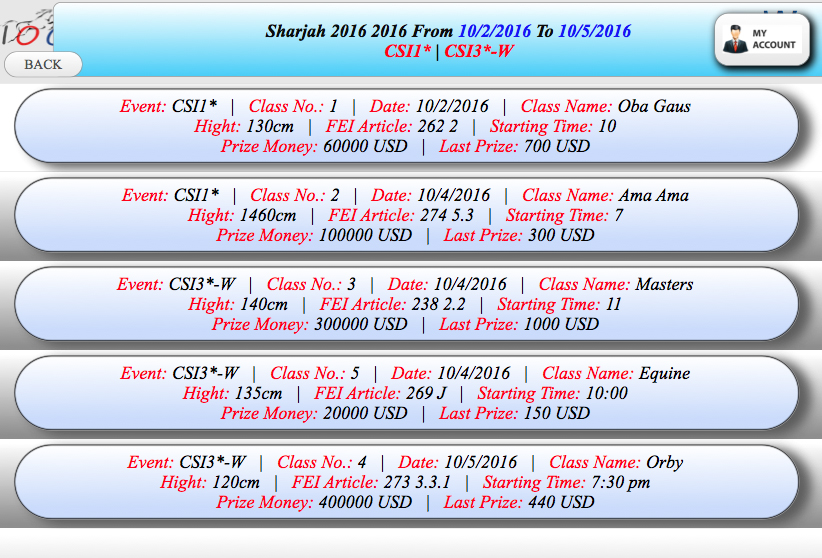 Sharjah 2016 2016 From 10/2/2016 To 10/5/2016
CSI1* | CSI3*-W
MY
ACCOUNT
BACK
Event: CSI1* | Class No.: 1 | Date: 10/2/2016 | Class Name: Oba Gaus
Hight: 130cm | FEI Article: 262 2 | Starting Time: 10
Prize Money: 60000 USD | Last Prize: 700 USD
Event: CSI1* | Class No.: 2 | Date: 10/4/2016 | Class Name: Ama Ama
Hight: 1460cm | FEI Article: 274 5.3 | Starting Time: 7
Prize Money: 100000 USD | Last Prize: 300 USD
Event: CSI3*-W | Class No.: 3 | Date: 10/4/2016 | Class Name: Masters
Hight: 140cm | FEI Article: 238 2.2 | Starting Time: 11
Prize Money: 300000 USD | Last Prize: 1000 USD
Event: CSI3*-W | Class No.: 5 | Date: 10/4/2016 | Class Name: Equine
Hight: 135cm | FEI Article: 269 J | Starting Time: 10:00
Prize Money: 20000 USD | Last Prize: 150 USD
Event: CSI3*-W | Class No.: 4 | Date: 10/5/2016 | Class Name: Orby
Hight: 120cm | FEI Article: 273 3.3.1 | Starting Time: 7:30 pm
Prize Money: 400000 USD | Last Prize: 440 USD